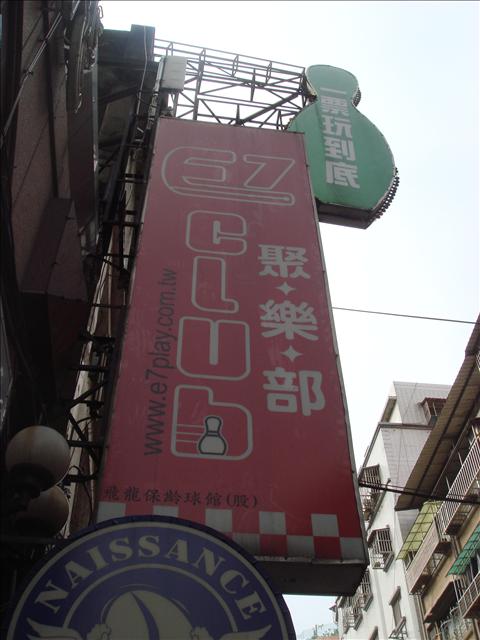 一票玩到底
E7
Club
聚樂部
www.e7play.com.tw
飛龍保齡球館(股)
NAISSANCE